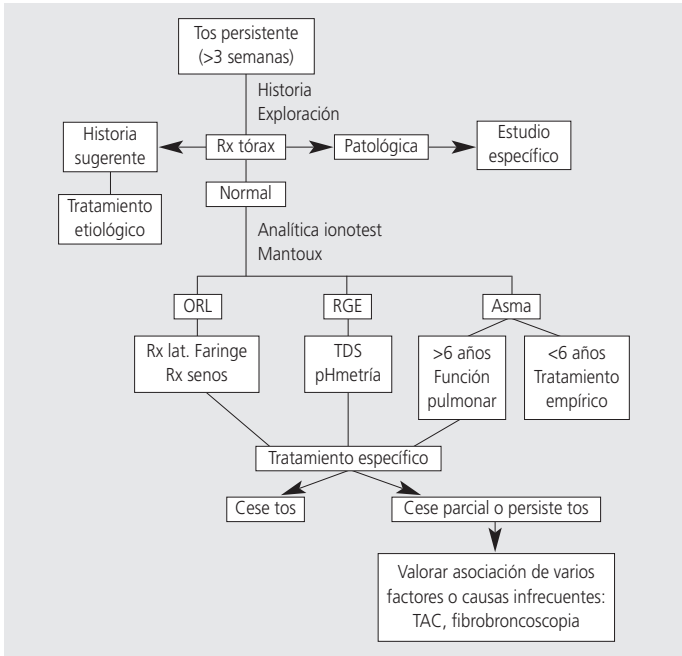 Tos persistente
(>3 semanas)
Historia
Exploración
Historia
sugerente
Rx tórax
Patológica
Estudio
específico
Tratamiento
etiológico
Normal
Analítica ionotest
Mantoux
ORL
RGE
Asma
Rx lat. Faringe
Rx senos
TDS
pHmetría
>6 años
Función
pulmonar
<6 años
Tratamiento
empírico
Tratamiento específico
Cese tos
Cese parcial o persiste tos
Valorar asociación de varios
factores o causas infrecuentes:
TAC, fibrobroncoscopia